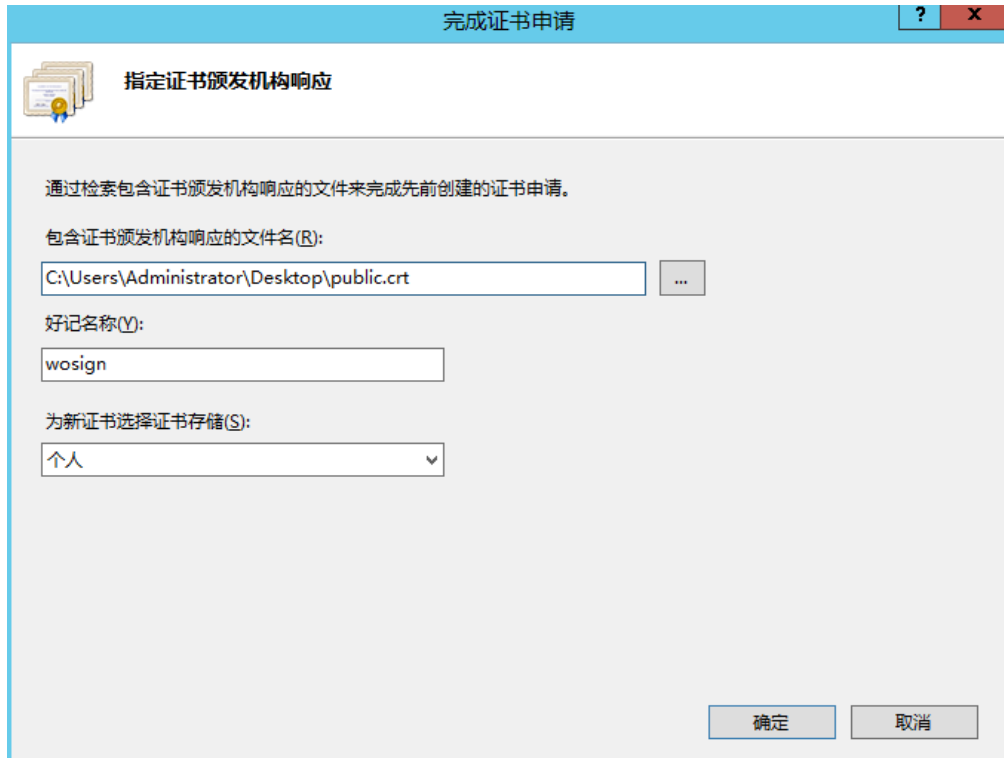 完成证书申请
?
x
指定证书颁发机构响应
通过检索包含证书颁发机构响应的文件来完成先前创建的证书申请。
包含证书颁发机构响应的文件名(R):
C:\Users\Administrator\Desktop\public.crt
...
好记名称(Y):
wosign
为新证书选择证书存储(S):
个人
确定
取消